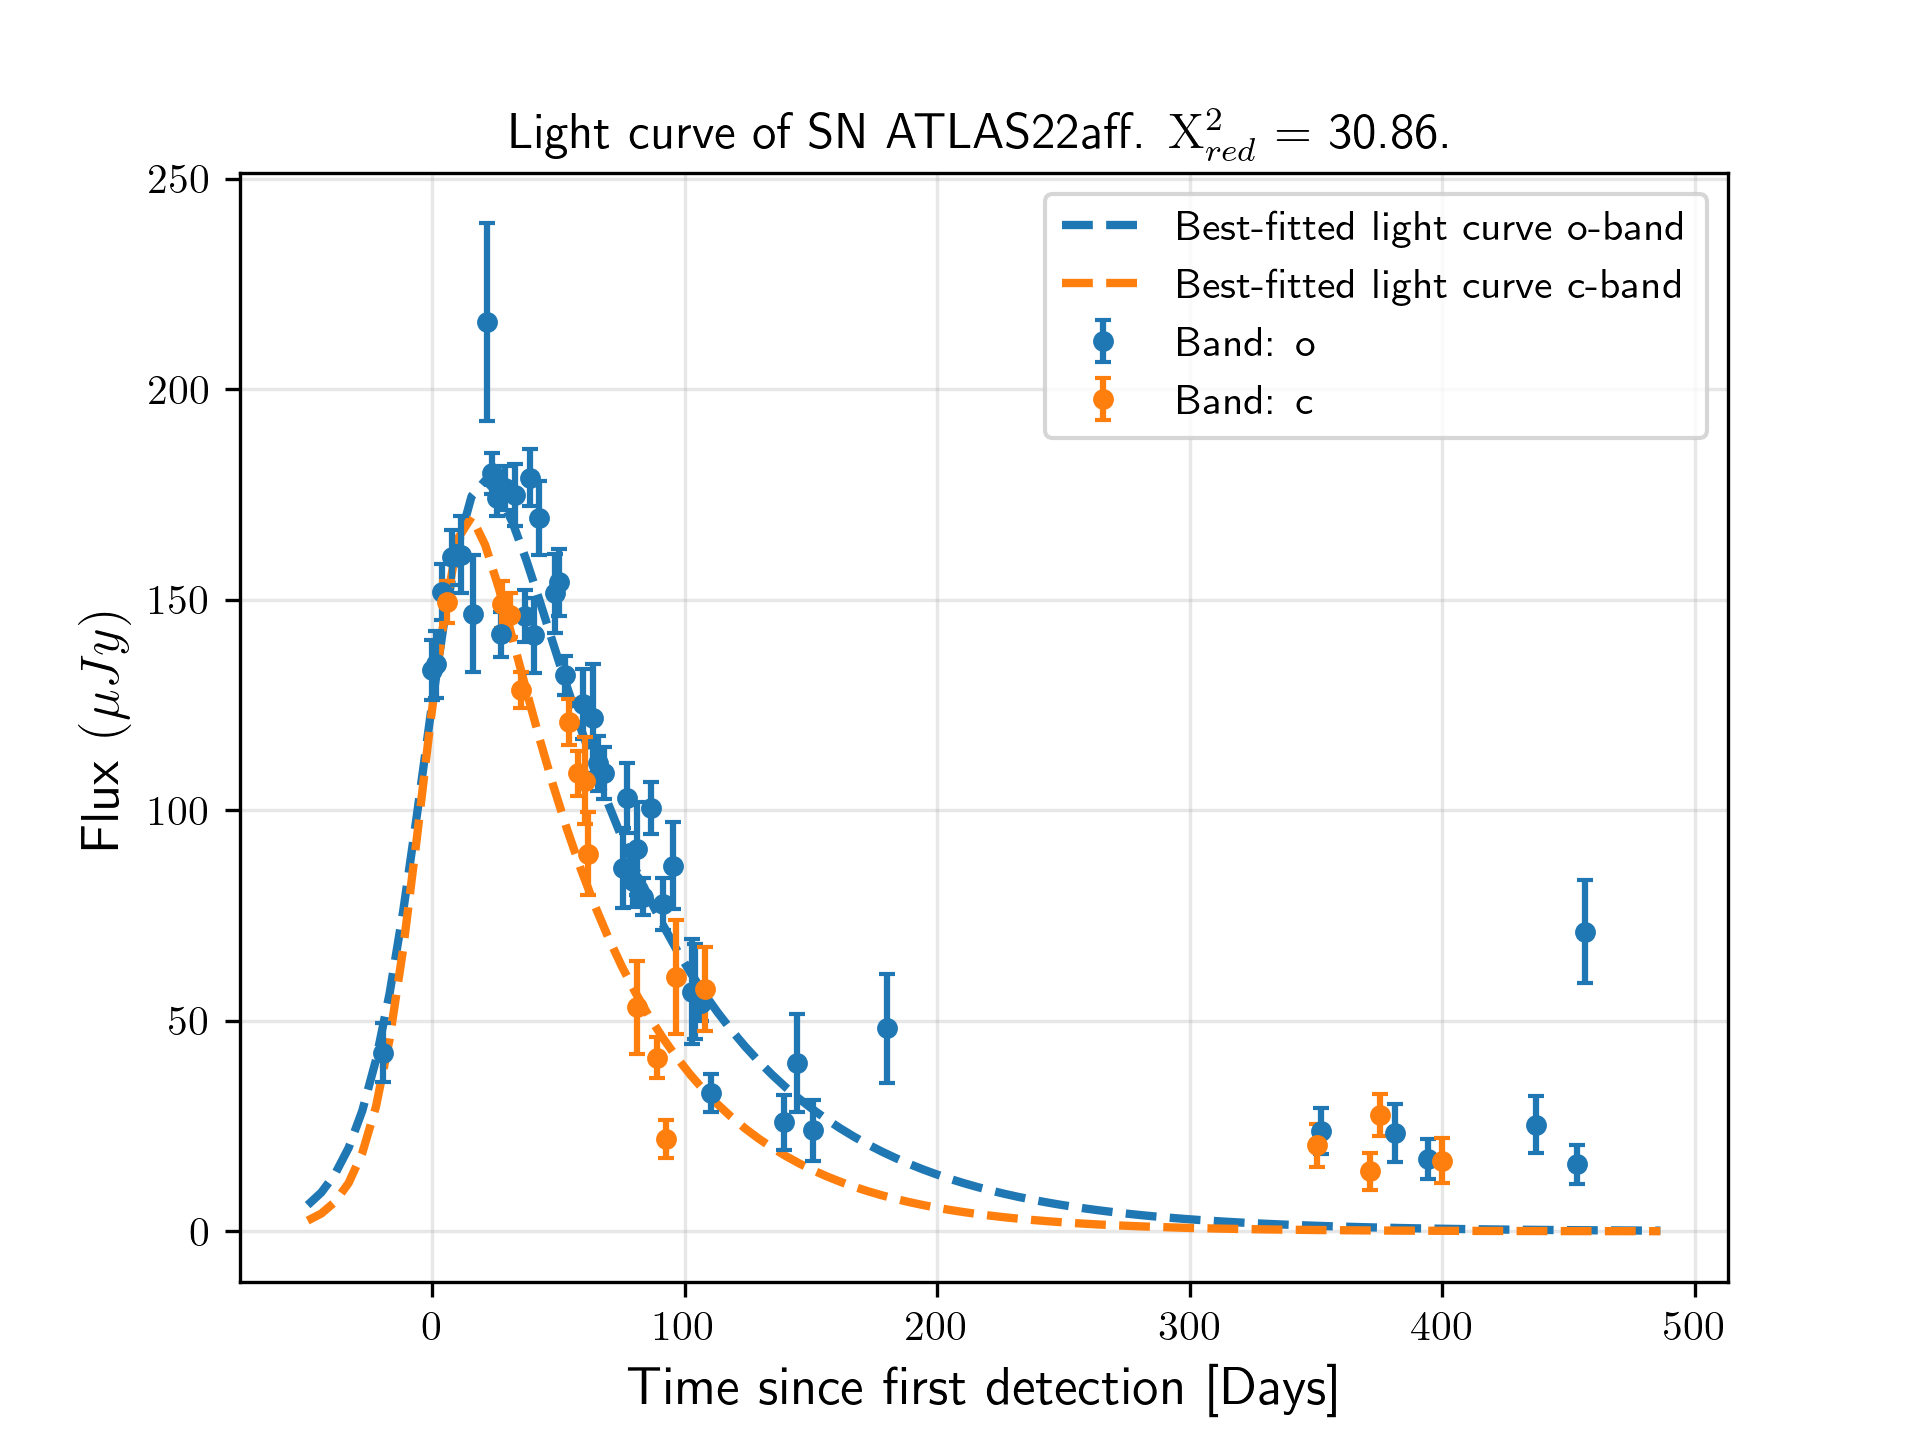 Light curve of SN ATLAS22aff. X²_red = 30.86.
Best-fitted light curve o-band
Best-fitted light curve c-band
Band: o
Band: c
250
200
150
100
50
0
Flux (μJy)
0 100 200 300 400 500
Time since first detection [Days]